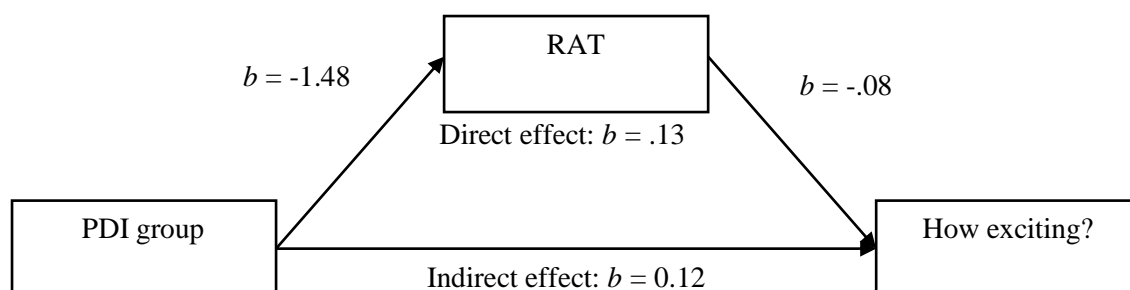 RAT
b = -1.48
b = -.08
Direct effect: b = .13
PDI group
How exciting?
Indirect effect: b = 0.12